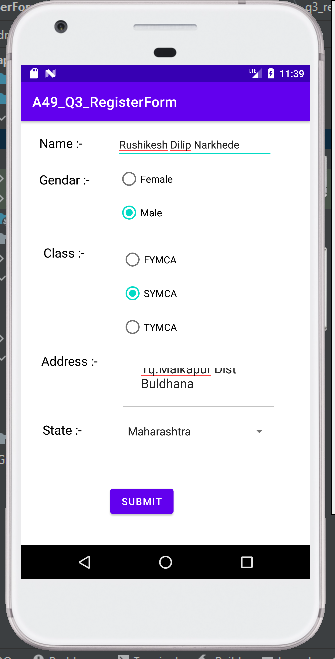 11:39
A49_Q3_RegisterForm
Name :- Rushikesh Dilip Narkhede
Gendar :- Female
Male
Class :- FYMCA
SYMCA
TYMCA
Address :- Tq.Malkapur Dist
Buldhana
State :- Maharashtra
SUBMIT